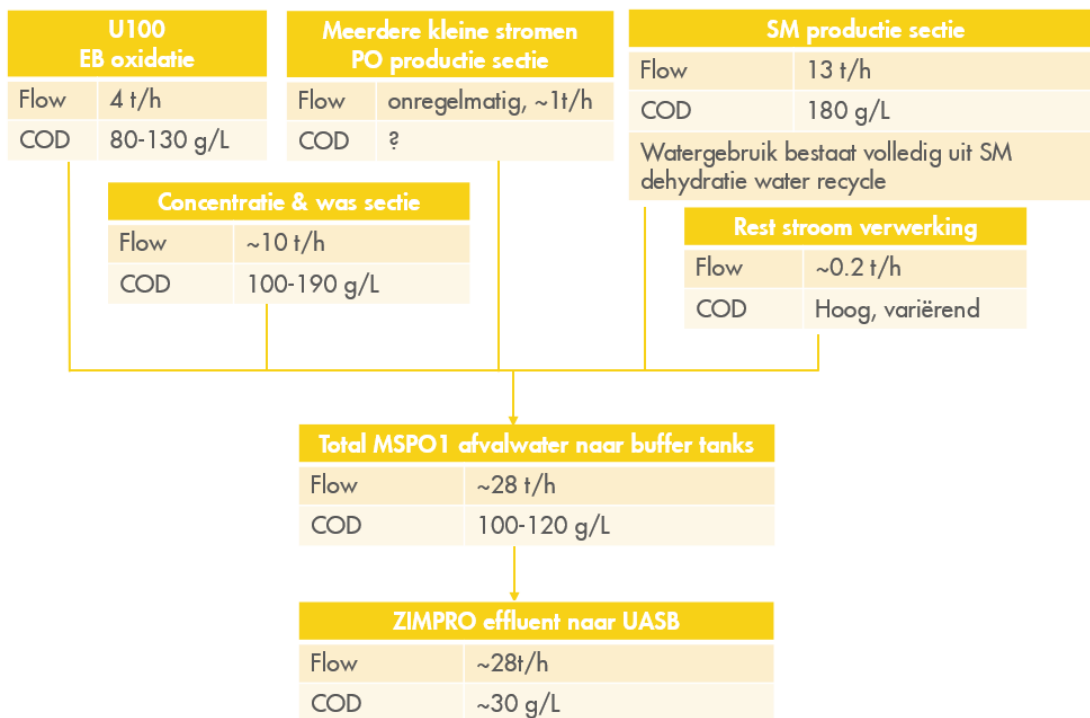 U100
EB oxidatie
Flow 4 t/h
COD 80-130 g/L
Meerdere kleine stromen
PO productie sectie
Flow onregelmatig, ~1t/h
COD ?
SM productie sectie
Flow 13 t/h
COD 180 g/L
Watergebruik bestaat volledig uit SM
dehydratie water recycle
Concentratie & was sectie
Flow ~10 t/h
COD 100-190 g/L
Rest stroom verwerking
Flow ~0.2 t/h
COD Hoog, variërend
Total MSPO1 afvalwater naar buffer tanks
Flow ~28 t/h
COD 100-120 g/L
ZIMPRO effluent naar UASB
Flow ~28t/h
COD ~30 g/L